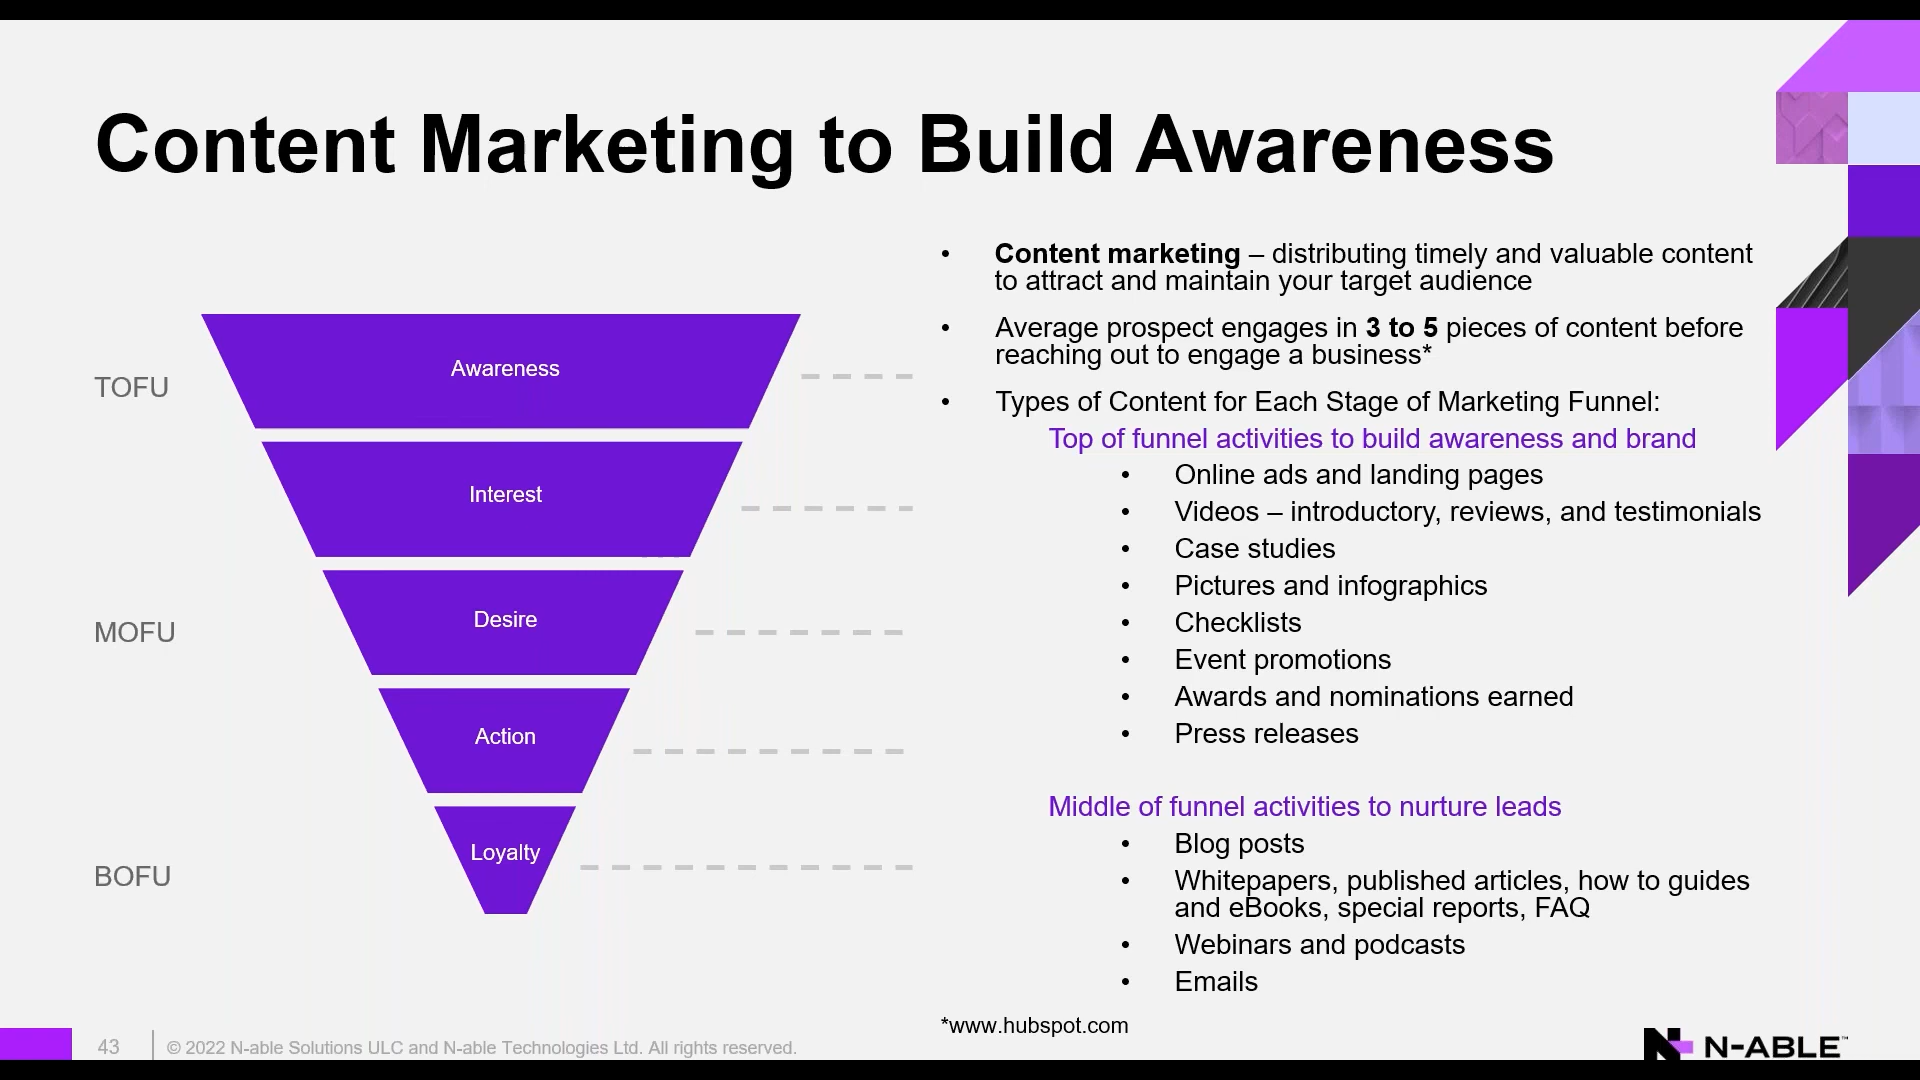 Content Marketing to Build Awareness
TOFU
MOFU
BOFU
Awareness
Interest
Desire
Action
Loyalty
• Content marketing – distributing timely and valuable content
to attract and maintain your target audience
• Average prospect engages in 3 to 5 pieces of content before
reaching out to engage a business*
• Types of Content for Each Stage of Marketing Funnel:
Top of funnel activities to build awareness and brand
• Online ads and landing pages
• Videos – introductory, reviews, and testimonials
• Case studies
• Pictures and infographics
• Checklists
• Event promotions
• Awards and nominations earned
• Press releases
Middle of funnel activities to nurture leads
• Blog posts
• Whitepapers, published articles, how to guides
and eBooks, special reports, FAQ
• Webinars and podcasts
• Emails
*www.hubspot.com
43
© 2022 N-able Solutions ULC and N-able Technologies Ltd. All rights reserved.
N-ABLE™